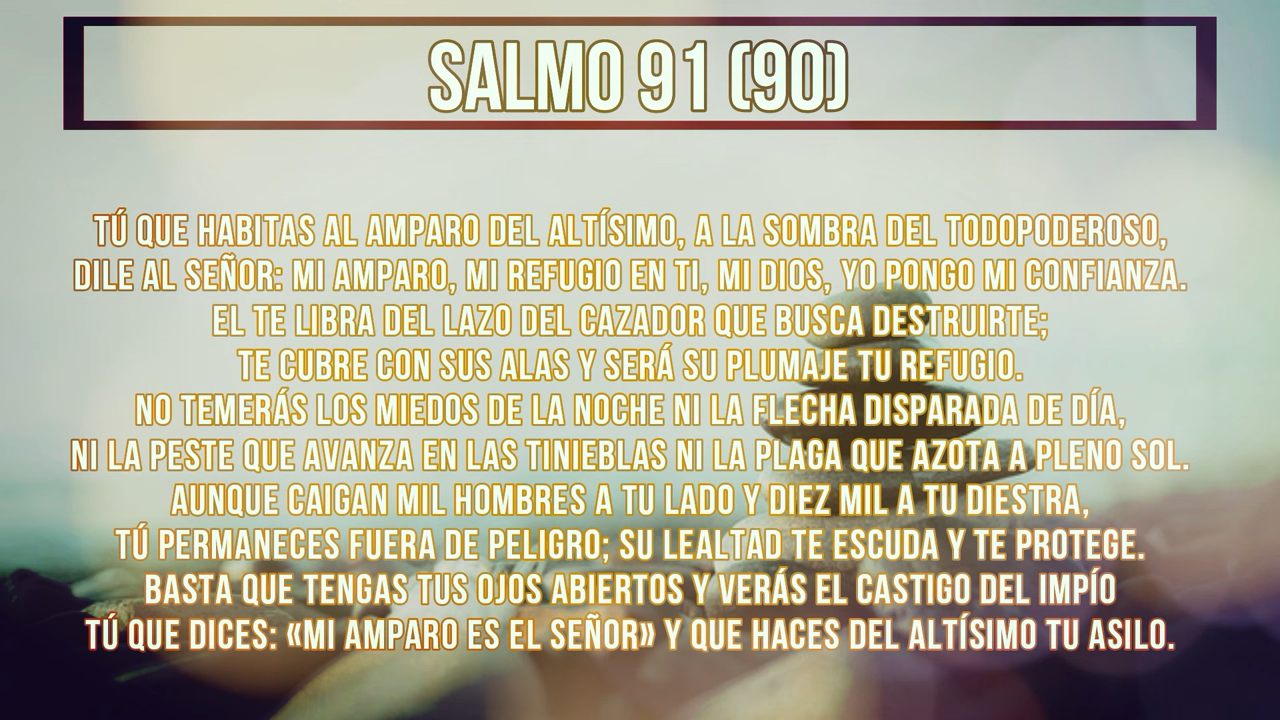 SALMO 91 (90)
TÚ QUE HABITAS AL AMPARO DEL ALTÍSIMO, A LA SOMBRA DEL TODOPODEROSO,
DILE AL SEÑOR: MI AMPARO, MI REFUGIO EN TI, MI DIOS, YO PONGO MI CONFIANZA.
EL TE LIBRA DEL LAZO DEL CAZADOR QUE BUSCA DESTRUIRTE;
TE CUBRE CON SUS ALAS Y SERÁ SU PLUMAJE TU REFUGIO.
NO TEMERÁS LOS MIEDOS DE LA NOCHE NI LA FLECHA DISPARADA DE DÍA,
NI LA PESTE QUE AVANZA EN LAS TINIEBLAS NI LA PLAGA QUE AZOTA A PLENO SOL.
AUNQUE CAIGAN MIL HOMBRES A TU LADO Y DIEZ MIL A TU DIESTRA,
TÚ PERMANECES FUERA DE PELIGRO; SU LEALTAD TE ESCUDA Y TE PROTEGE.
BASTA QUE TENGAS TUS OJOS ABIERTOS Y VERÁS EL CASTIGO DEL IMPÍO
TÚ QUE DICES: «MI AMPARO ES EL SEÑOR» Y QUE HACES DEL ALTÍSIMO TU ASILO.